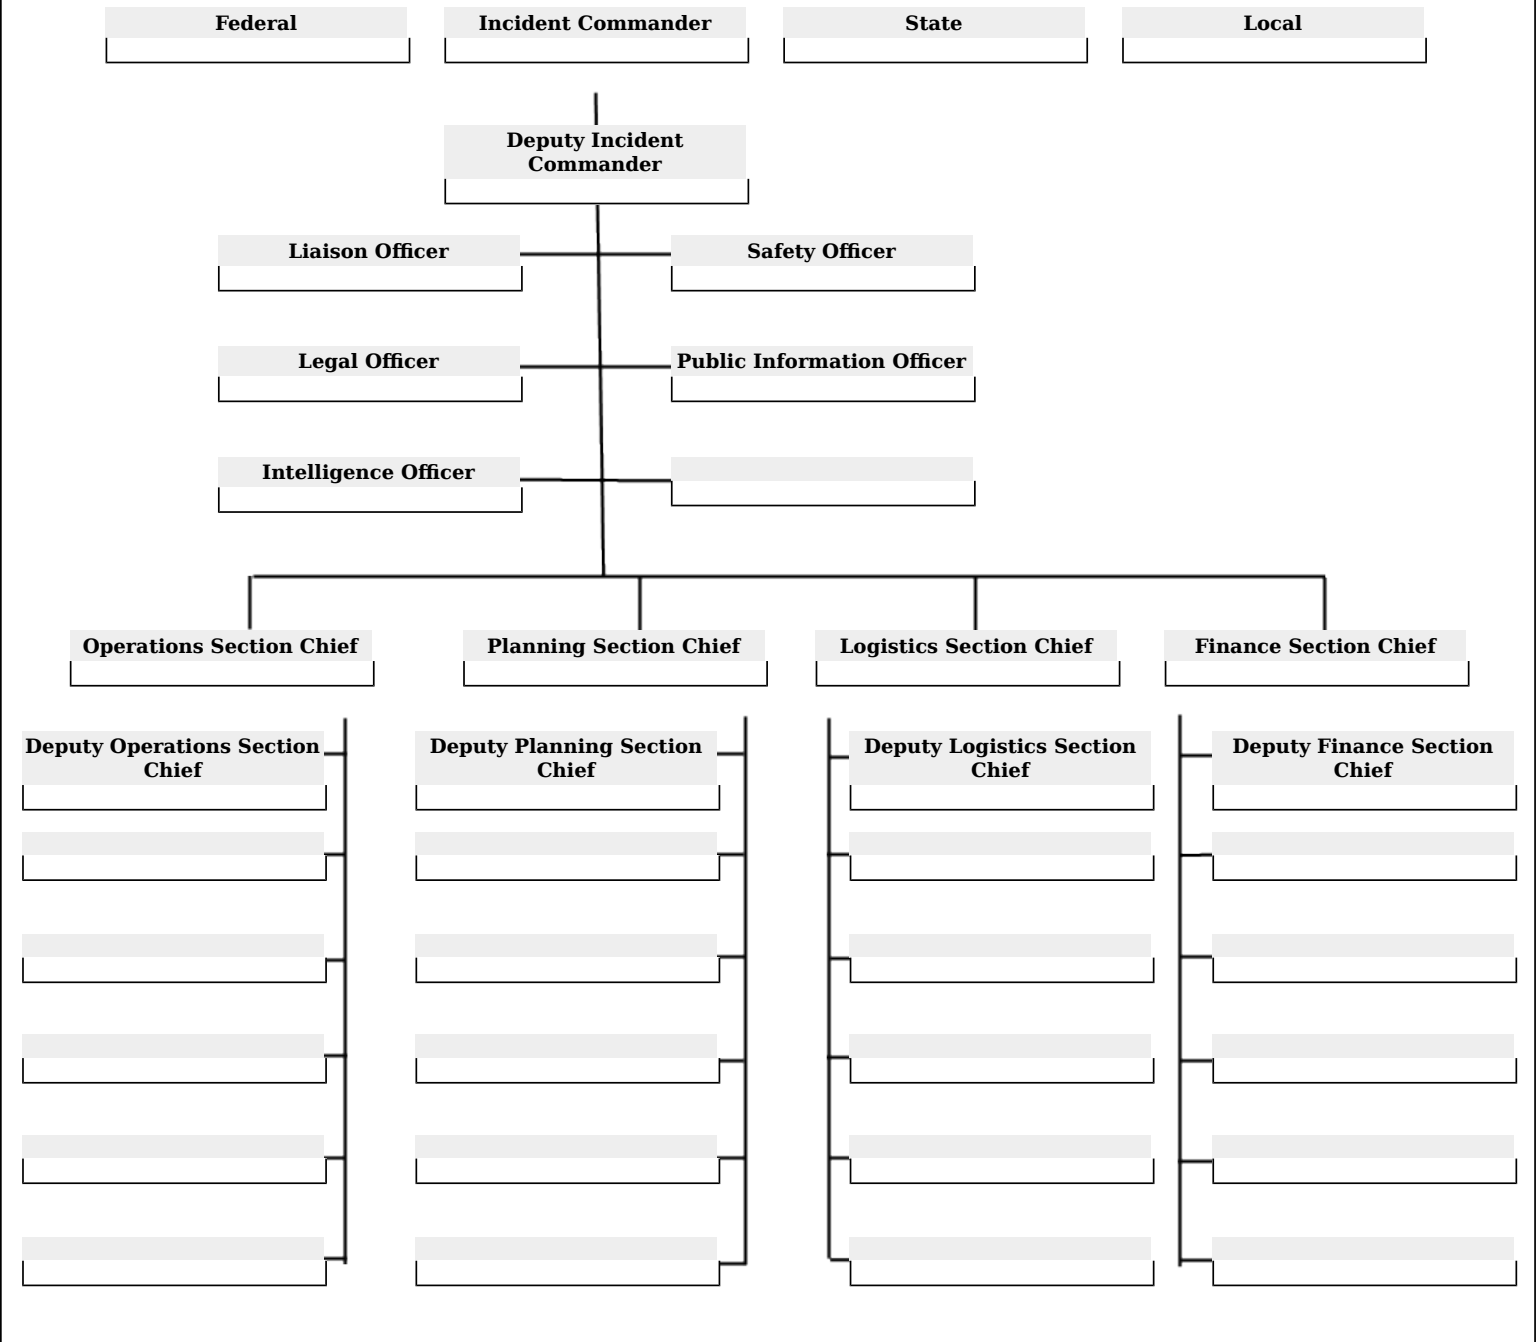 Federal
Incident Commander
State
Local
Deputy Incident
Commander
Liaison Officer
Safety Officer
Legal Officer
Public Information Officer
Intelligence Officer
Operations Section Chief
Planning Section Chief
Logistics Section Chief
Finance Section Chief
Deputy Operations Section
Chief
Deputy Planning Section
Chief
Deputy Logistics Section
Chief
Deputy Finance Section
Chief